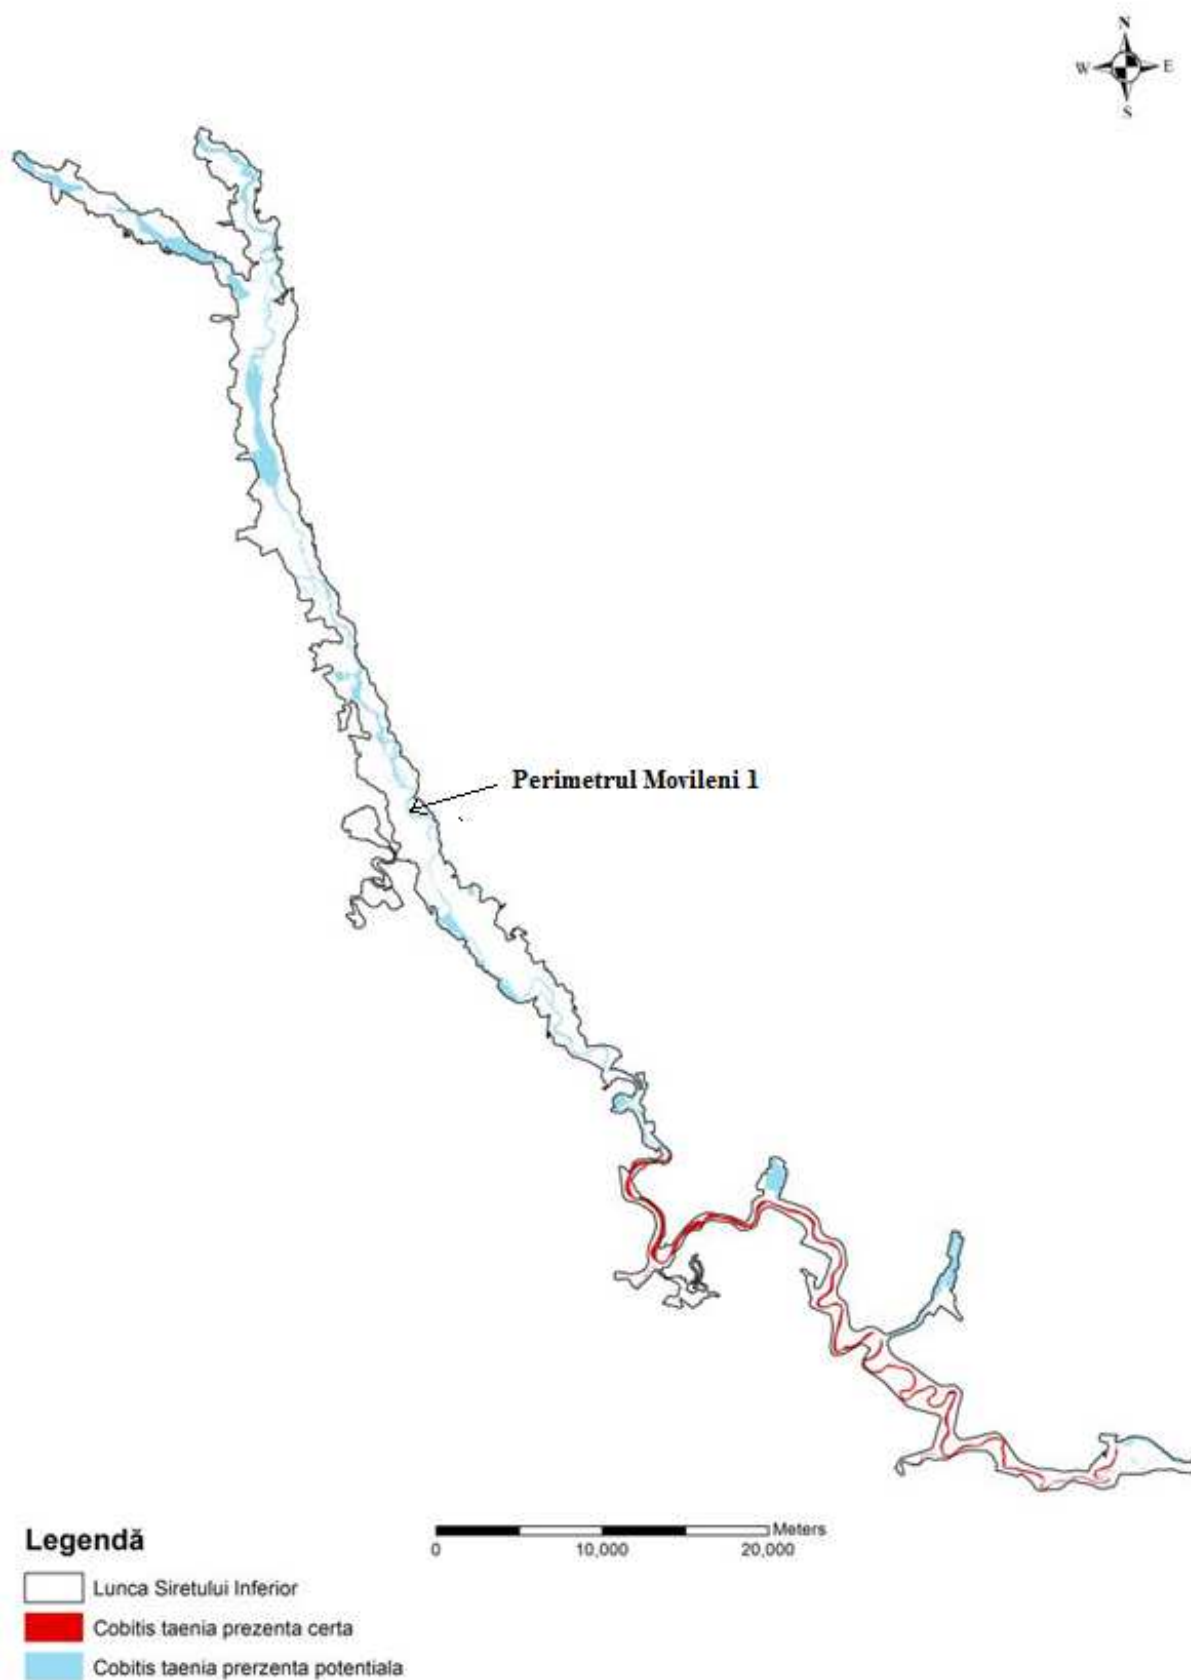 N
W E
S
Perimetrul Movileni 1
Legendă
Meters
0 10,000 20,000
Lunca Siretului Inferior
Cobitis taenia prezenta certa
Cobitis taenia prerzenta potentiala